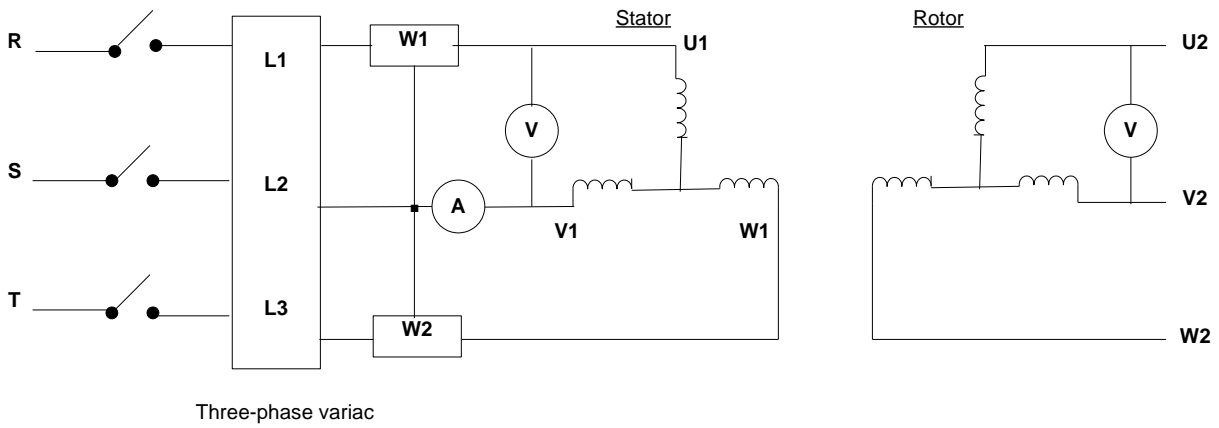 Stator
Rotor
R
L1
W1
U1
U2
V
V
S
L2
A
V1
W1
V2
T
L3
W2
W2
Three-phase variac